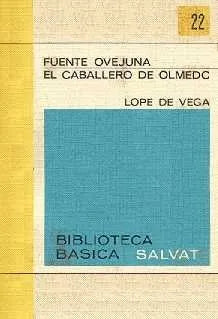 22
FUENTE OVEJUNA
EL CABALLERO DE OLMEDO
LOPE DE VEGA
BIBLIOTECA
BASICA SALVAT